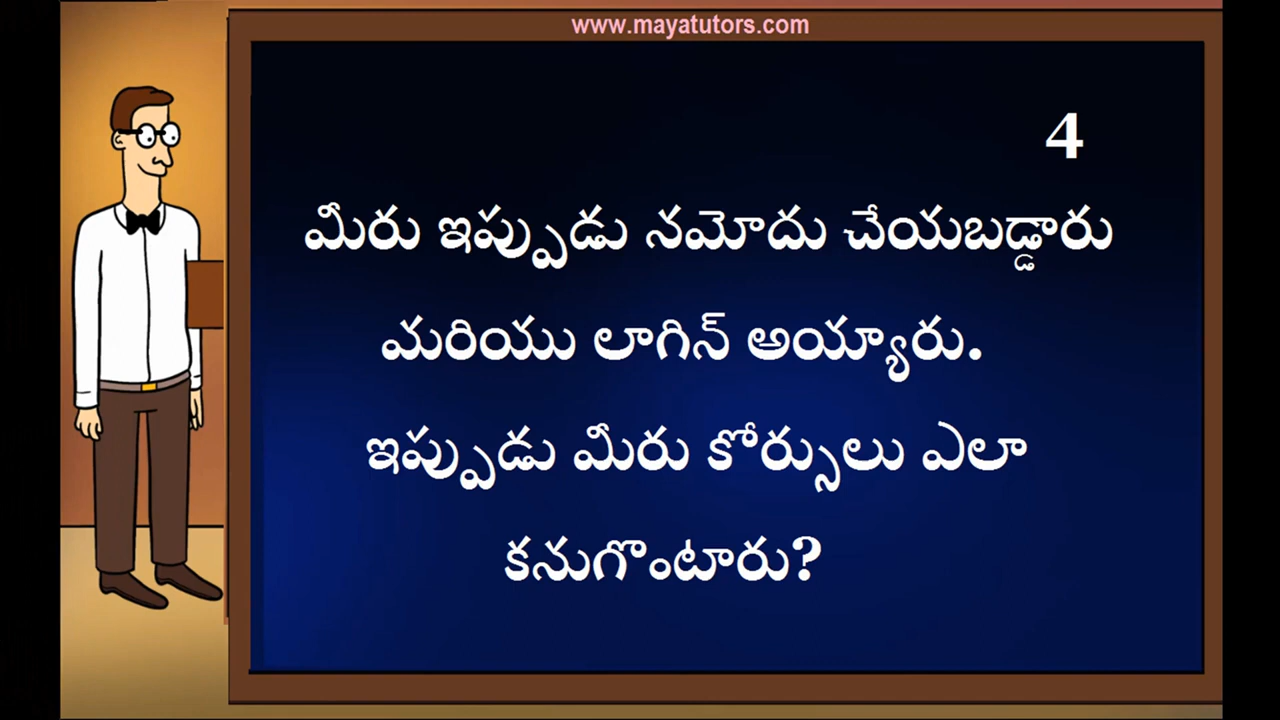 www.mayatutors.com
4
మీరు ఇప్పుడు నమోదు చేయబడ్డారు
మరియు లాగిన్ అయ్యారు.
ఇప్పుడు మీరు కోర్సులు ఎలా
కనుగొంటారు?